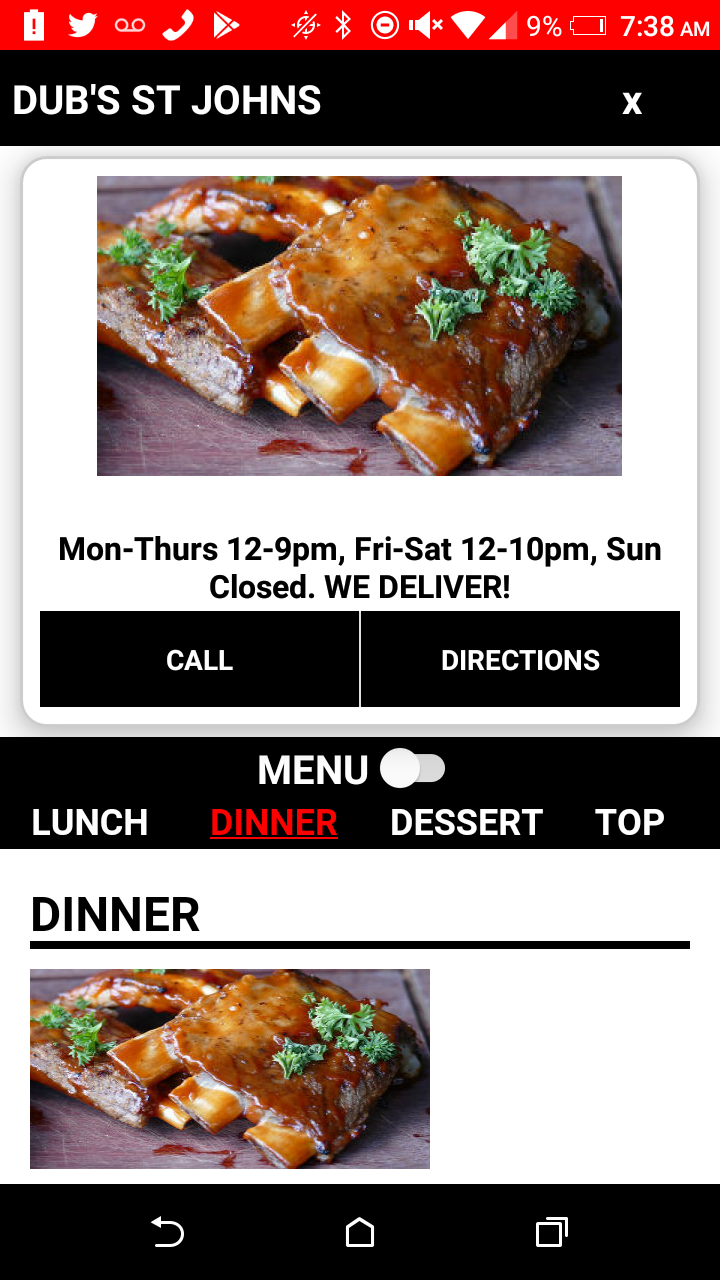 9% 7:38 AM
DUB'S ST JOHNS x
Mon-Thurs 12-9pm, Fri-Sat 12-10pm, Sun
Closed. WE DELIVER!
CALL DIRECTIONS
MENU
LUNCH DINNER DESSERT TOP
DINNER